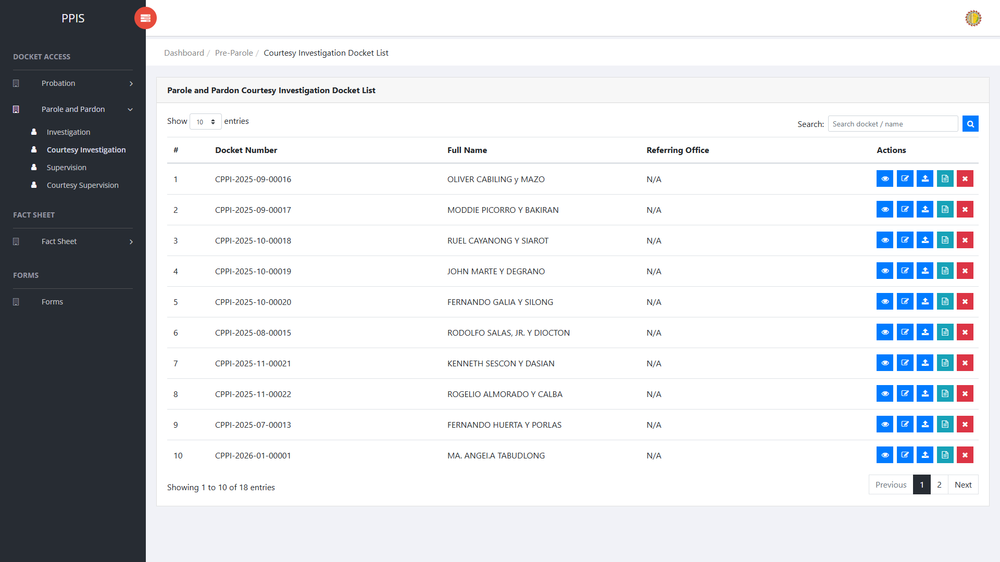 PPIS
DOCKET ACCESS
Probation
Parole and Pardon
Investigation
Courtesy Investigation
Supervision
Courtesy Supervision
FACT SHEET
Fact Sheet
FORMS
Forms
Dashboard / Pre-Parole / Courtesy Investigation Docket List
Parole and Pardon Courtesy Investigation Docket List
Show 10 entries
Search: Search docket / name
# Docket Number Full Name Referring Office Actions
1 CPPI-2025-09-00016 OLIVER CABILING y MAZO N/A
2 CPPI-2025-09-00017 MODDIE PICORRO Y BAKIRAN N/A
3 CPPI-2025-10-00018 RUEL CAYANONG Y SIAROT N/A
4 CPPI-2025-10-00019 JOHN MARTE Y DEGRANO N/A
5 CPPI-2025-10-00020 FERNANDO GALIA Y SILONG N/A
6 CPPI-2025-08-00015 RODOLFO SALAS, JR. Y DIOCTON N/A
7 CPPI-2025-11-00021 KENNETH SESCON Y DASIAN N/A
8 CPPI-2025-11-00022 ROGELIO ALMORADO Y CALBA N/A
9 CPPI-2025-07-00013 FERNANDO HUERTA Y PORLAS N/A
10 CPPI-2026-01-00001 MA. ANGEI.A TABUDLONG N/A
Showing 1 to 10 of 18 entries
Previous 1 2 Next